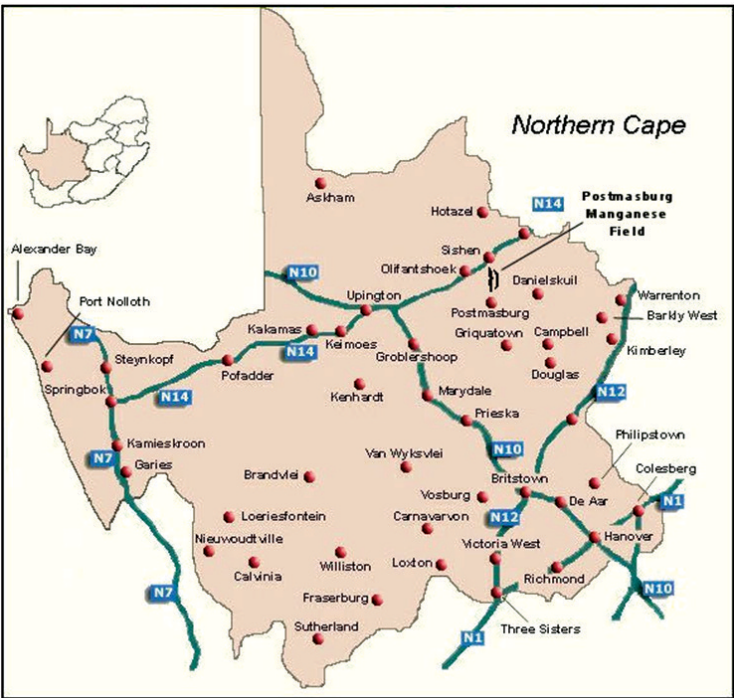 Northern Cape
Askham
Hotazel
N14
Postmasburg
Manganese
Field
Alexander Bay
Sishen
Olifantshoek
N10
Danielskuil
Port Nolloth
Upington
Postmasburg
Warrenton
Barkly West
N7
Kakamas
Keimoes
Griquatown
Campbell
Kimberley
Steynkopf
N14
Groblershoop
Pofadder
Douglas
Springbok
N14
Kenhardt
Marydale
N12
Prieska
Kamieskroon
Philipstown
N7
Garies
Van Wyksvlei
N10
Colesberg
Brandvlei
Britstown
Vosburg
De Aar
N1
Loeriesfontein
Carnavarvon
N12
Nieuwoudtville
Victoria West
Hanover
Calvinia
Williston
Loxton
Richmond
N7
Fraserburg
N10
Sutherland
Three Sisters
N1